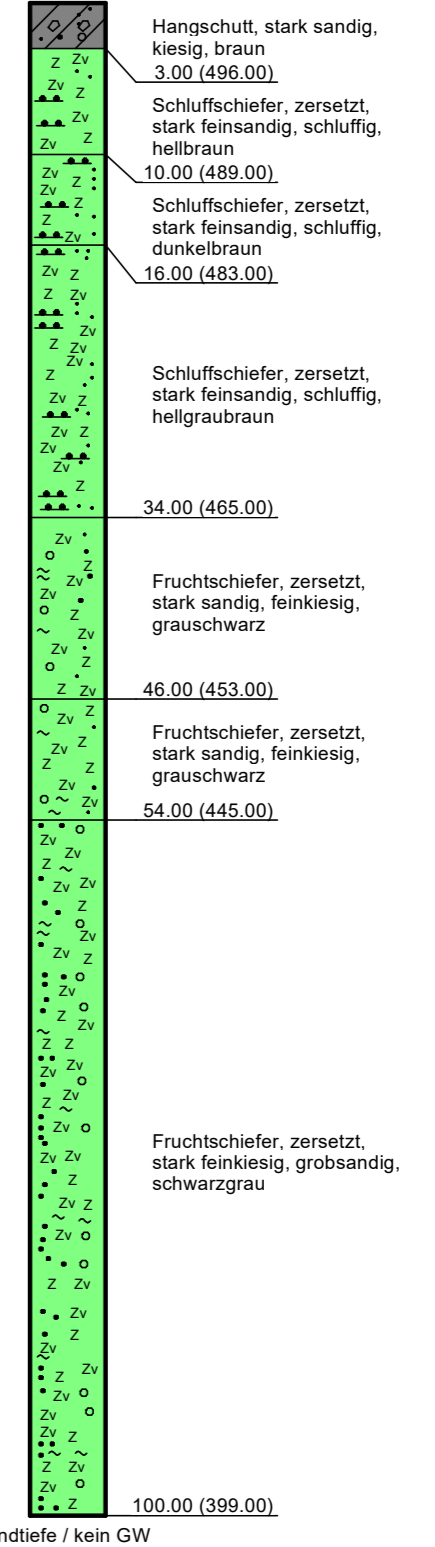 Hangschutt, stark sandig,
kiesig, braun
3.00 (496.00)
Schluffschiefer, zersetzt,
stark feinsandig, schluffig,
hellbraun
10.00 (489.00)
Schluffschiefer, zersetzt,
stark feinsandig, schluffig,
dunkelbraun
16.00 (483.00)
Schluffschiefer, zersetzt,
stark feinsandig, schluffig,
hellgraubraun
34.00 (465.00)
Fruchtschiefer, zersetzt,
stark sandig, feinkiesig,
grauschwarz
46.00 (453.00)
Fruchtschiefer, zersetzt,
stark sandig, feinkiesig,
grauschwarz
54.00 (445.00)
Fruchtschiefer, zersetzt,
stark feinkiesig, grobsandig,
schwarzgrau
100.00 (399.00)
ndtiefe / kein GW